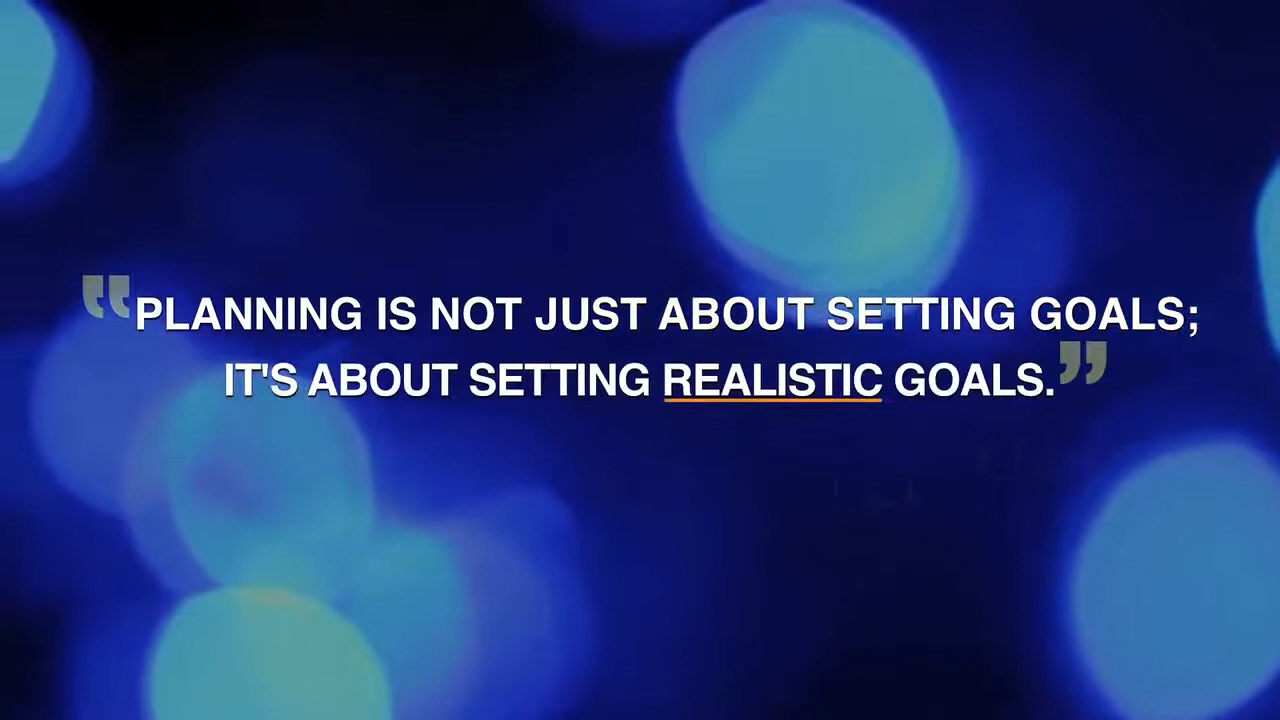 “PLANNING IS NOT JUST ABOUT SETTING GOALS;
IT'S ABOUT SETTING REALISTIC GOALS.”